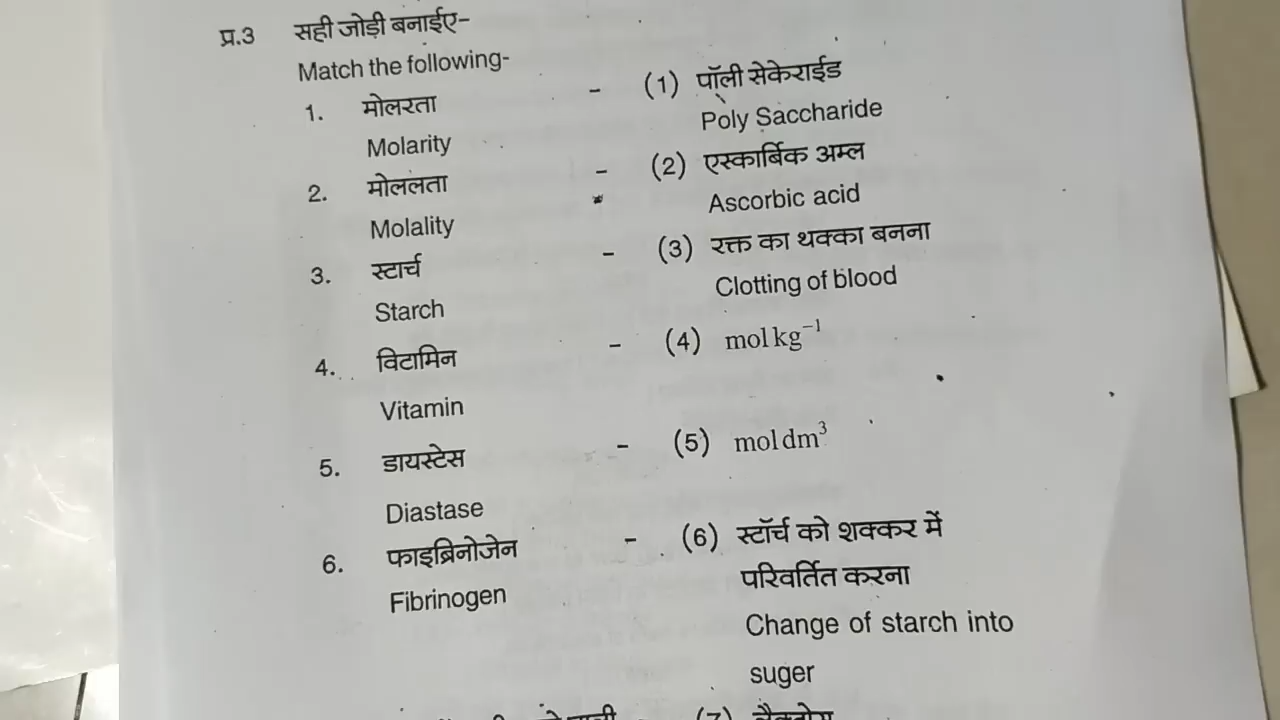 प्र.3 सही जोड़ी बनाईए-
Match the following-
1. मोलरता - (1) पॉली सेकेराईड
Molarity Poly Saccharide
2. मोललता - (2) एस्कार्बिक अम्ल
Molality Ascorbic acid
3. स्टार्च - (3) रक्त का थक्का बनना
Starch Clotting of blood
4. विटामिन - (4) mol kg⁻¹
Vitamin
5. डायस्टेस - (5) mol dm³
Diastase
6. फाइब्रिनोजेन - (6) स्टॉर्च को शक्कर में
Fibrinogen परिवर्तित करना
Change of starch into
suger
(7)